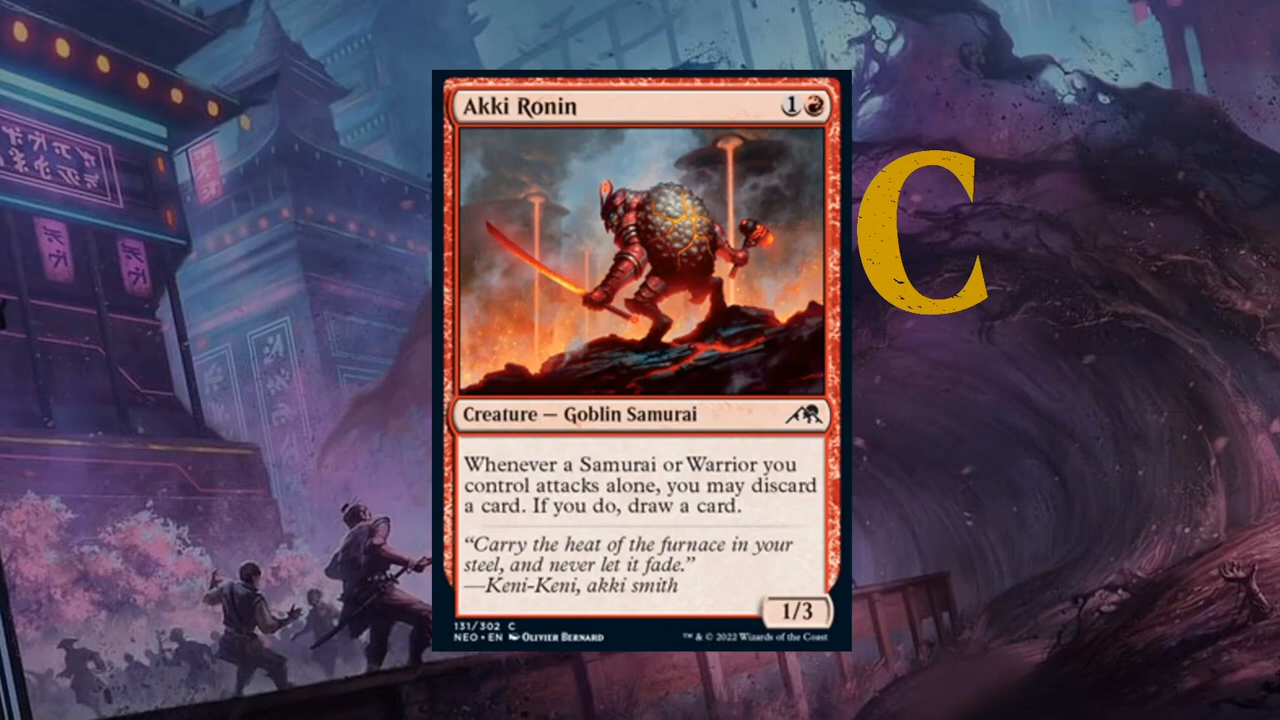 Akki Ronin
1
C
Creature — Goblin Samurai
Whenever a Samurai or Warrior you
control attacks alone, you may discard
a card. If you do, draw a card.
“Carry the heat of the furnace in your
steel, and never let it fade.”
—Keni-Keni, akki smith
1/3
131/302 C
NEO • EN Olivier Bernard
™ & © 2022 Wizards of the Coast